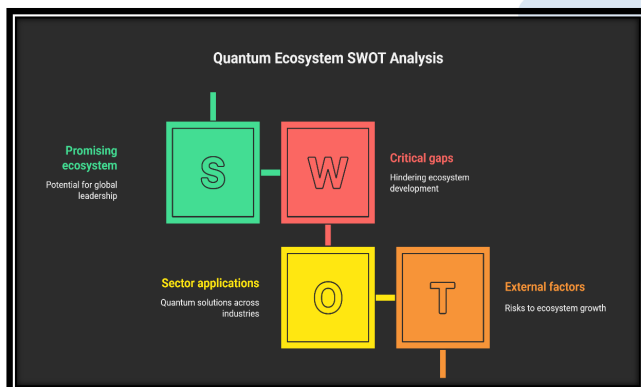 Quantum Ecosystem SWOT Analysis
Promising
ecosystem
Potential for global
leadership
S
W
Critical gaps
Hindering ecosystem
development
Sector applications
Quantum solutions across
industries
O
T
External factors
Risks to ecosystem growth